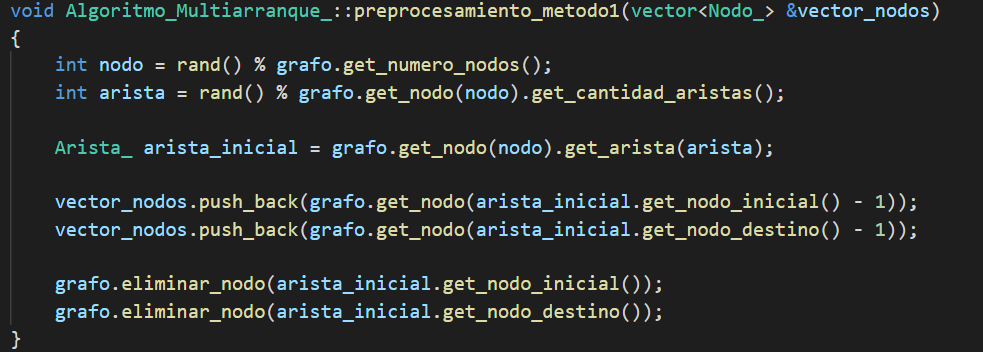 void Algoritmo_Multiarranque_::preprocesamiento_metodo1(vector<Nodo_> &vector_nodos)
{
    int nodo = rand() % grafo.get_numero_nodos();
    int arista = rand() % grafo.get_nodo(nodo).get_cantidad_aristas();

    Arista_ arista_inicial = grafo.get_nodo(nodo).get_arista(arista);

    vector_nodos.push_back(grafo.get_nodo(arista_inicial.get_nodo_inicial() - 1));
    vector_nodos.push_back(grafo.get_nodo(arista_inicial.get_nodo_destino() - 1));

    grafo.eliminar_nodo(arista_inicial.get_nodo_inicial());
    grafo.eliminar_nodo(arista_inicial.get_nodo_destino());
}